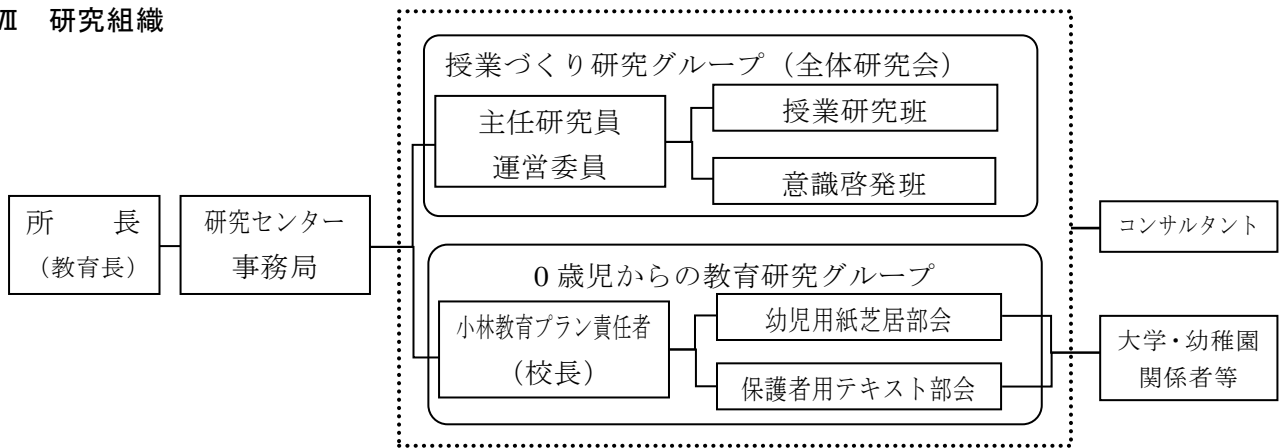 Ⅶ 研究組織
授業づくり研究グループ（全体研究会）
主任研究員
運営委員
授業研究班
意識啓発班
所　　長
（教育長）
研究センター
事務局
コンサルタント
0 歳児からの教育研究グループ
小林教育プラン責任者
（校長）
幼児用紙芝居部会
保護者用テキスト部会
大学・幼稚園
関係者等